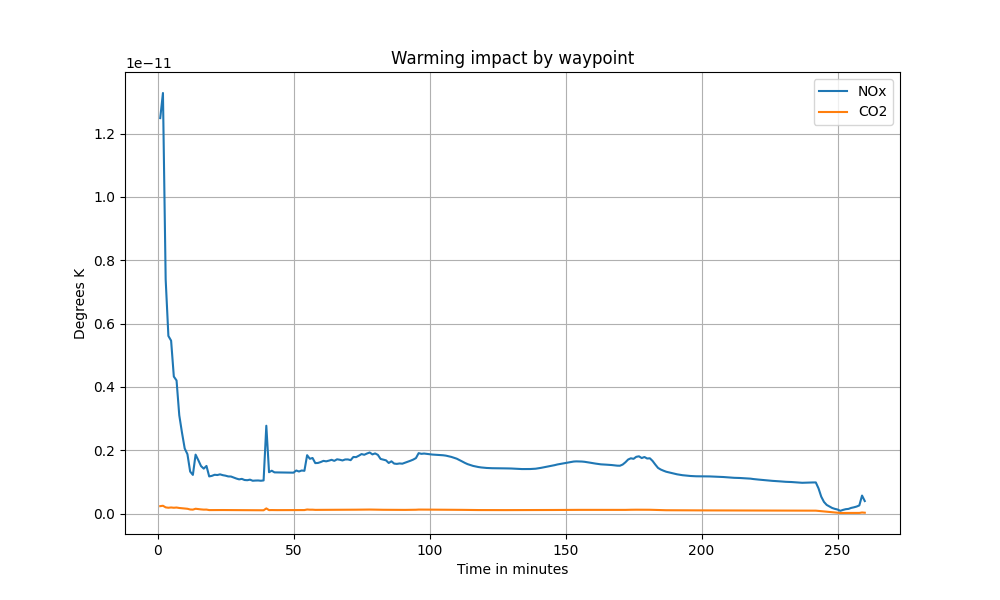 Warming impact by waypoint
1e−11
NOx
CO2
1.2
1.0
0.8
0.6
0.4
0.2
0.0
Degrees K
0 50 100 150 200 250
Time in minutes